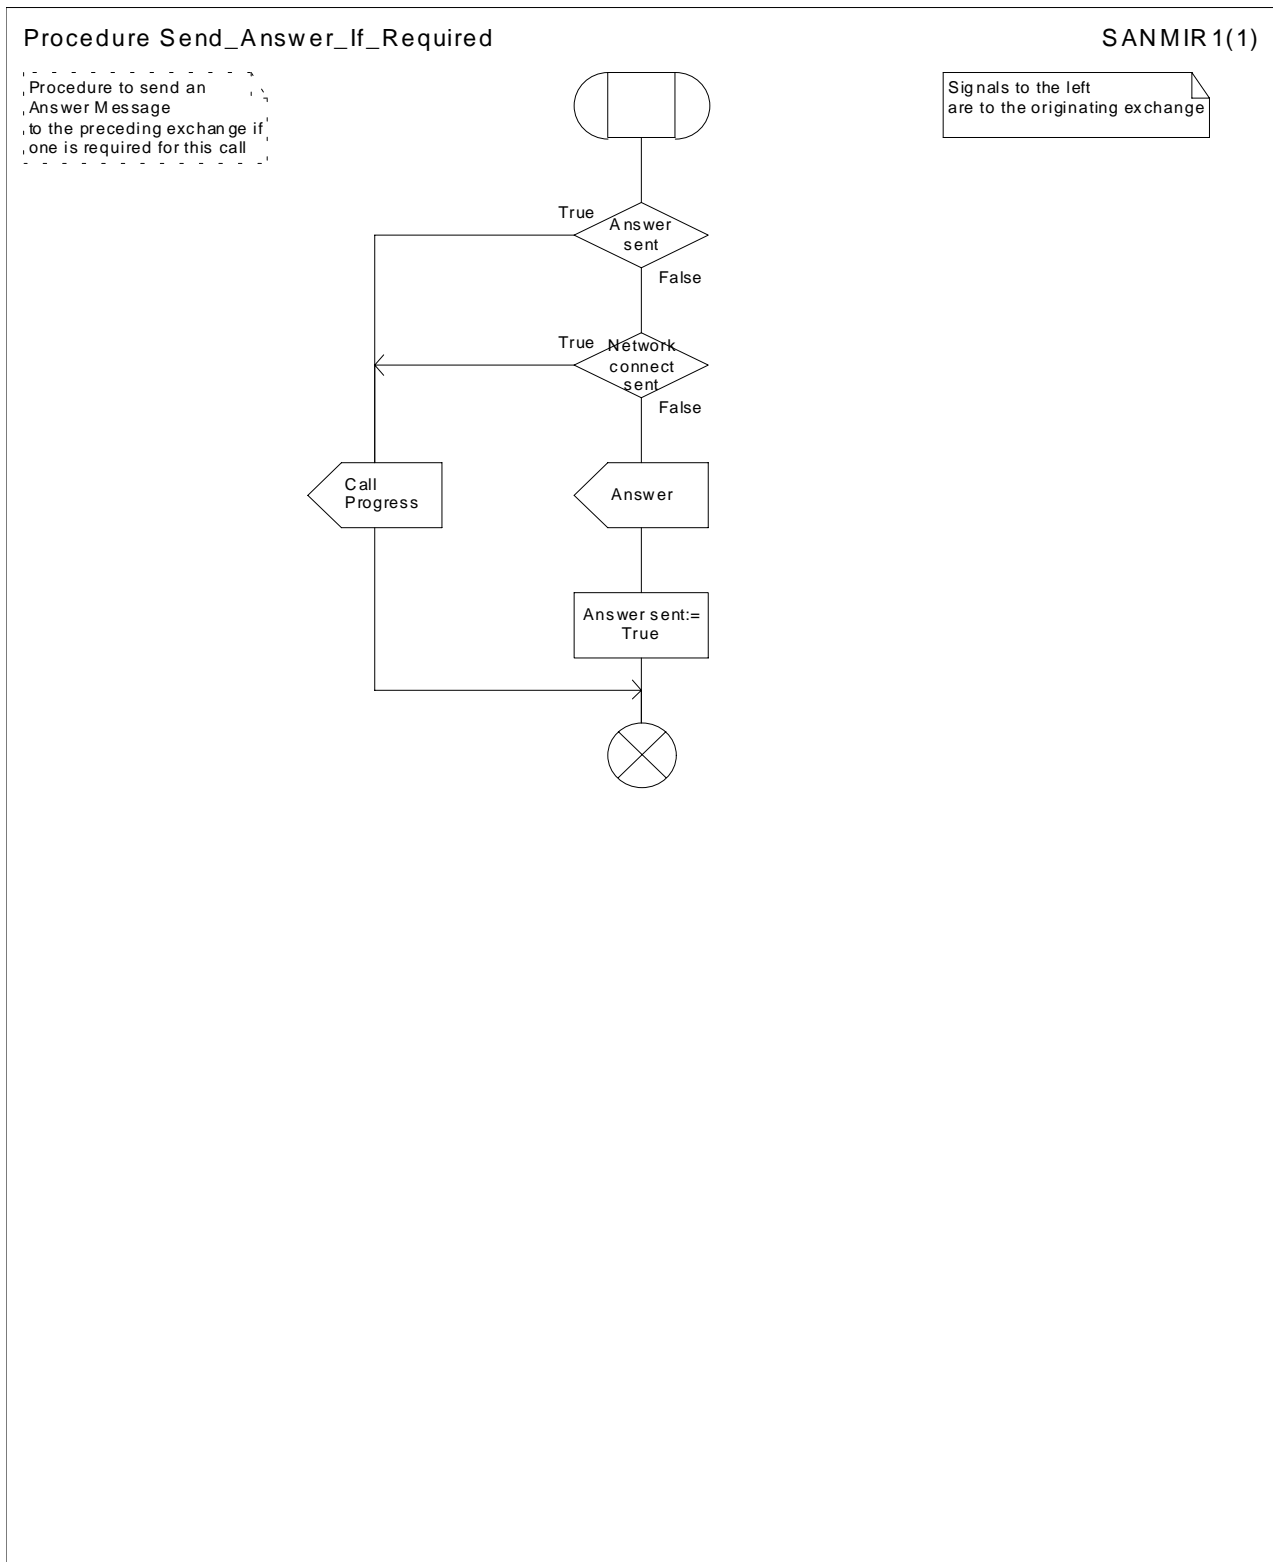 Procedure Send_Answer_If_Required
SANMIR1(1)
Procedure to send an
Answer Message
to the preceding exchange if
one is required for this call
Signals to the left
are to the originating exchange
True
Answer
sent
False
True
Network
connect
sent
False
Call
Progress
Answer
Answer sent:=
True